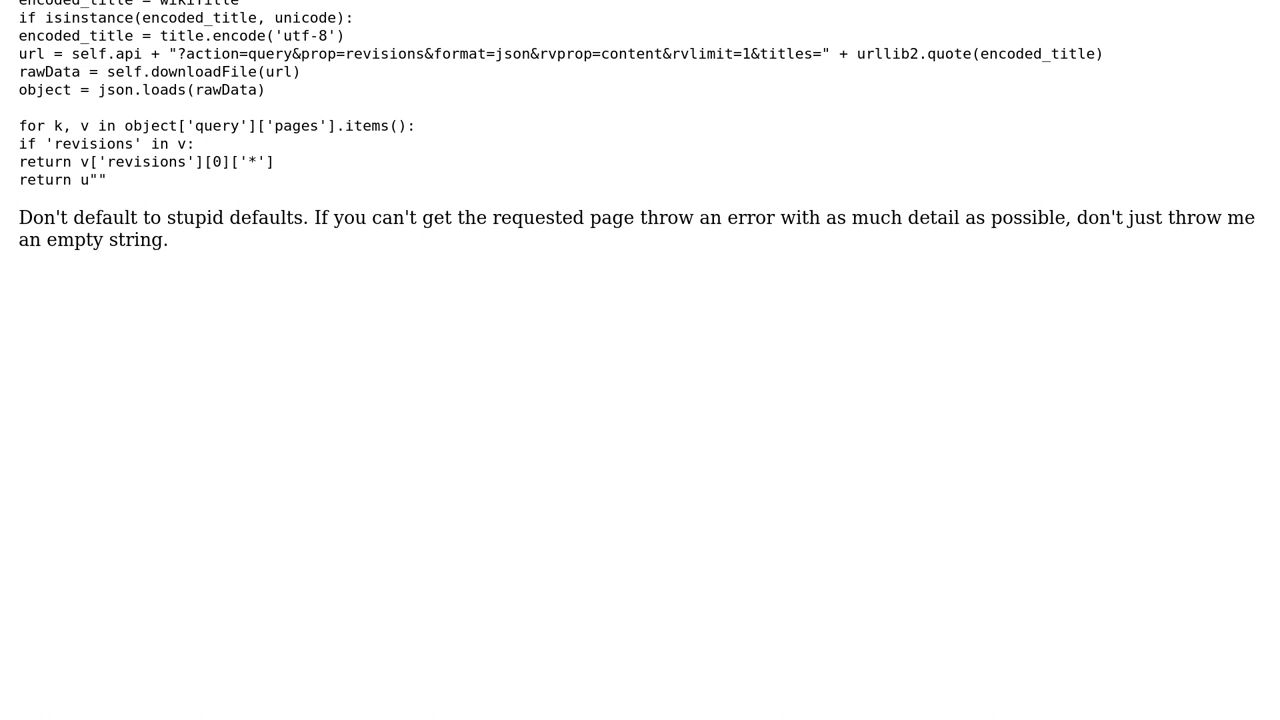 encoded_title = wikiTitle
if isinstance(encoded_title, unicode):
encoded_title = title.encode('utf-8')
url = self.api + "?action=query&prop=revisions&format=json&rvprop=content&rvlimit=1&titles=" + urllib2.quote(encoded_title)
rawData = self.downloadFile(url)
object = json.loads(rawData)
for k, v in object['query']['pages'].items():
if 'revisions' in v:
return v['revisions'][0]['*']
return u""
Don't default to stupid defaults. If you can't get the requested page throw an error with as much detail as possible, don't just throw me
an empty string.